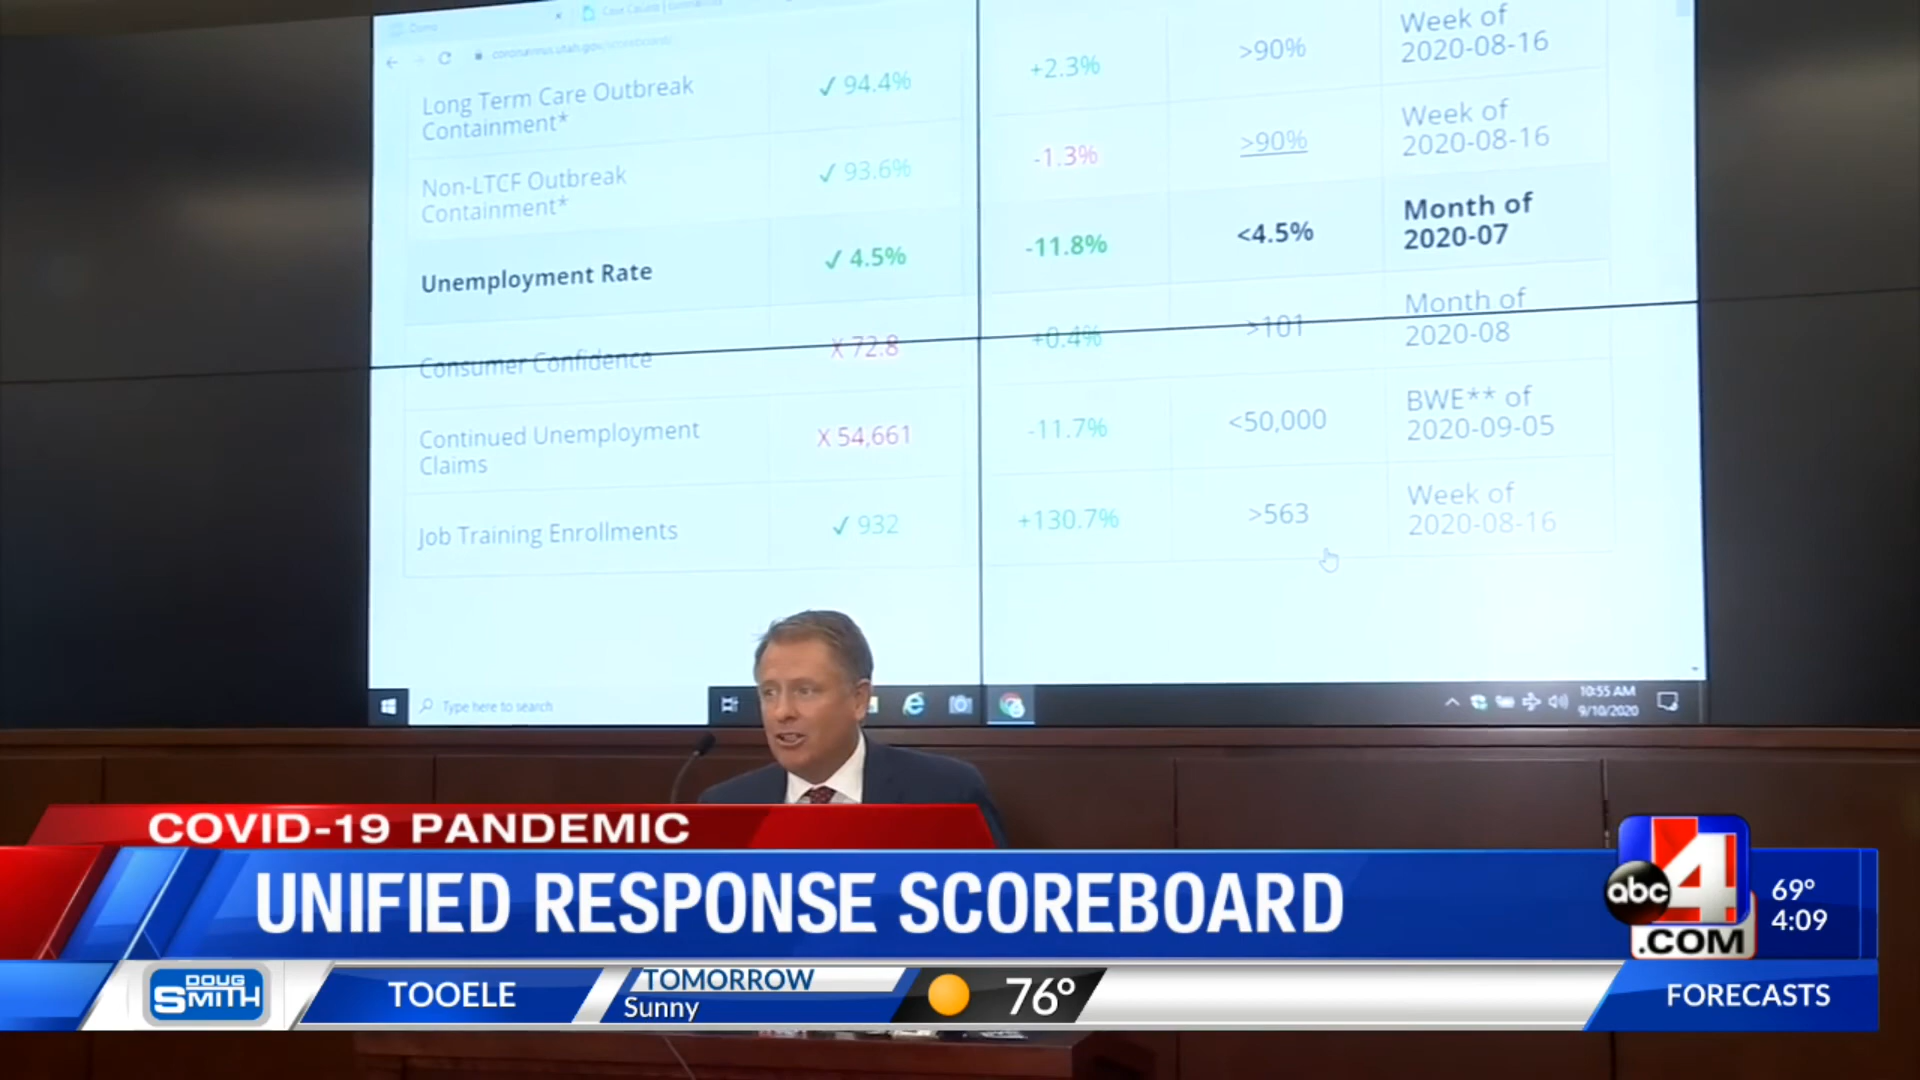 Demo
coronavirus.utah.gov/scoreboard/
Long Term Care Outbreak
Containment*
✓ 94.4%
+2.3%
>90%
Week of
2020-08-16
Non-LTCF Outbreak
Containment*
✓ 93.6%
-1.3%
>90%
Week of
2020-08-16
Unemployment Rate
✓ 4.5%
-11.8%
<4.5%
Month of
2020-07
Consumer Confidence
X 72.8
+0.4%
>101
Month of
2020-08
Continued Unemployment
Claims
X 54,661
-11.7%
<50,000
BWE** of
2020-09-05
Job Training Enrollments
✓ 932
+130.7%
>563
Week of
2020-08-16
Type here to search
10:55 AM
9/10/2020
COVID-19 PANDEMIC
UNIFIED RESPONSE SCOREBOARD
abc 4
.COM
69°
4:09
DOUG
SMITH
TOOELE
TOMORROW
Sunny
76°
FORECASTS